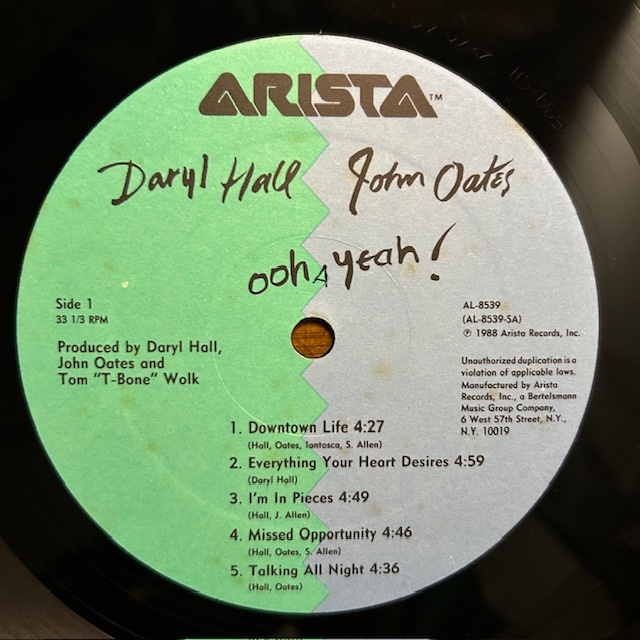 ARISTA™
Daryl Hall John Oates
ooh yeah!
Side 1
33 1/3 RPM
Produced by Daryl Hall,
John Oates and
Tom "T-Bone" Wolk
AL-8539
(AL-8539-SA)
℗ 1988 Arista Records, Inc.
Unauthorized duplication is a
violation of applicable laws.
Manufactured by Arista
Records, Inc., a Bertelsmann
Music Group Company,
6 West 57th Street, N.Y.,
N.Y. 10019
1. Downtown Life 4:27
(Hall, Oates, Iantosca, S. Allen)
2. Everything Your Heart Desires 4:59
(Daryl Hall)
3. I'm In Pieces 4:49
(Hall, J. Allen)
4. Missed Opportunity 4:46
(Hall, Oates, S. Allen)
5. Talking All Night 4:36
(Hall, Oates)